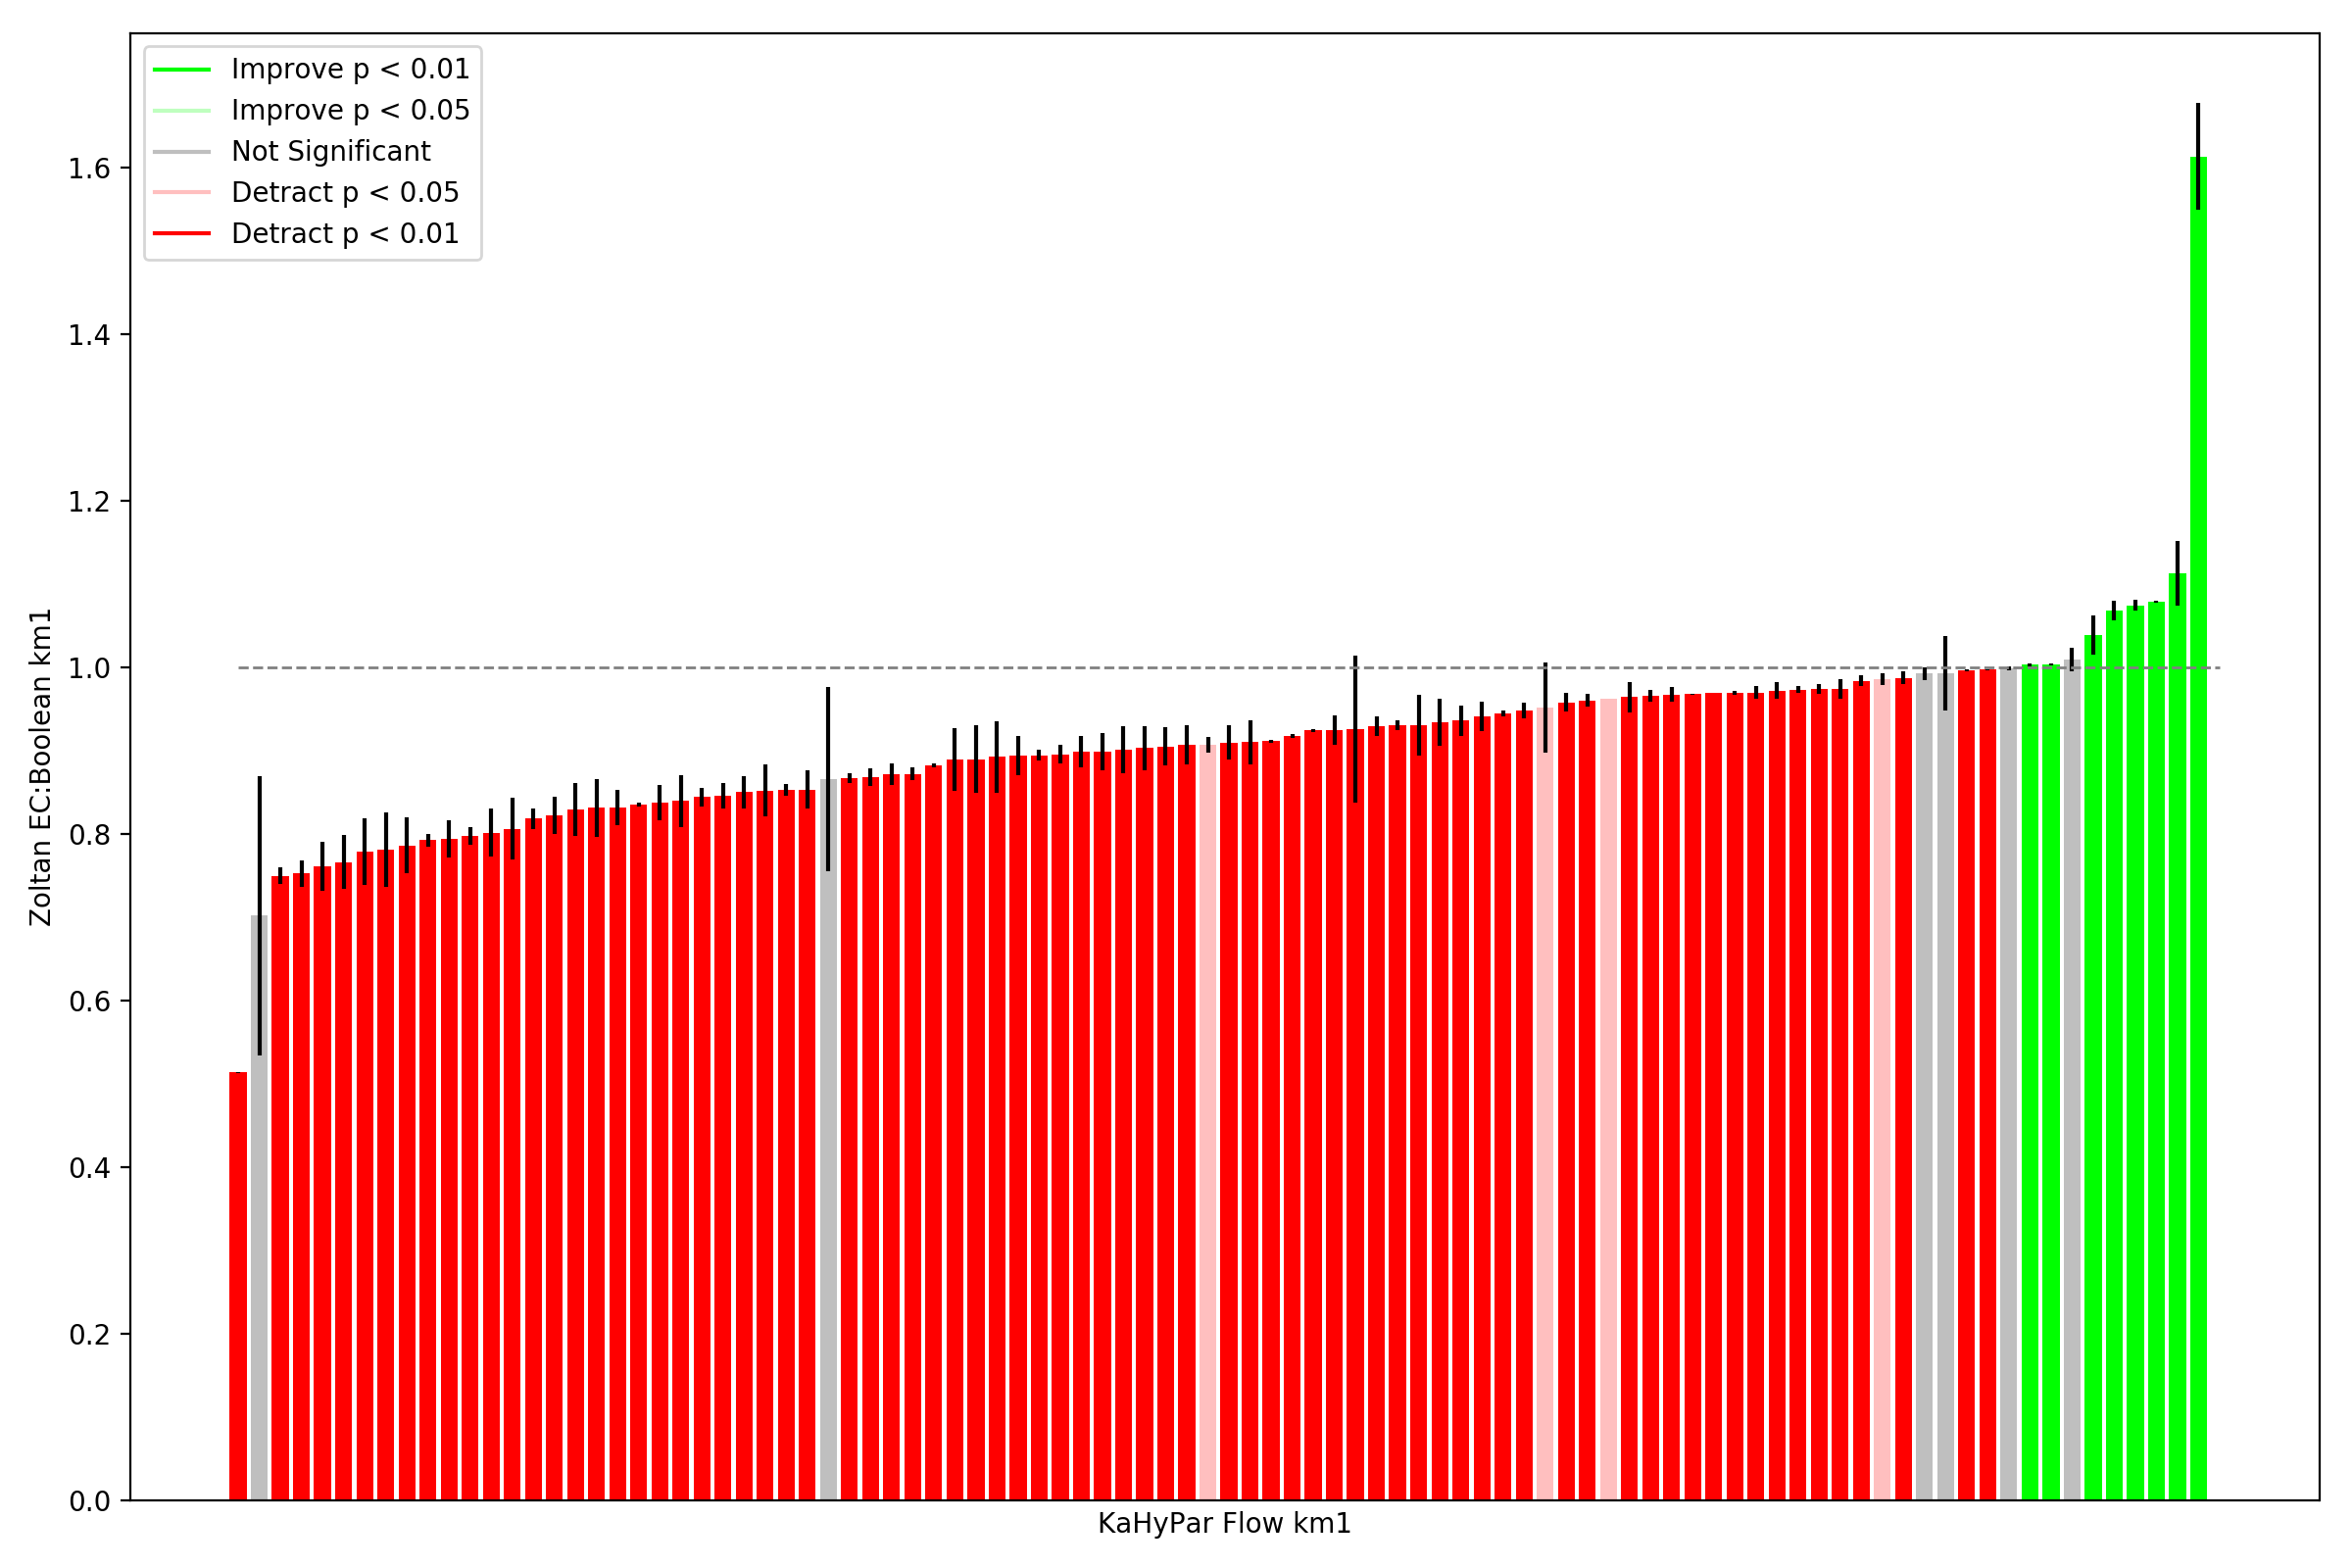 Improve p < 0.01
Improve p < 0.05
Not Significant
Detract p < 0.05
Detract p < 0.01
1.6
1.4
1.2
1.0
0.8
0.6
0.4
0.2
0.0
Zoltan EC:Boolean km1
KaHyPar Flow km1